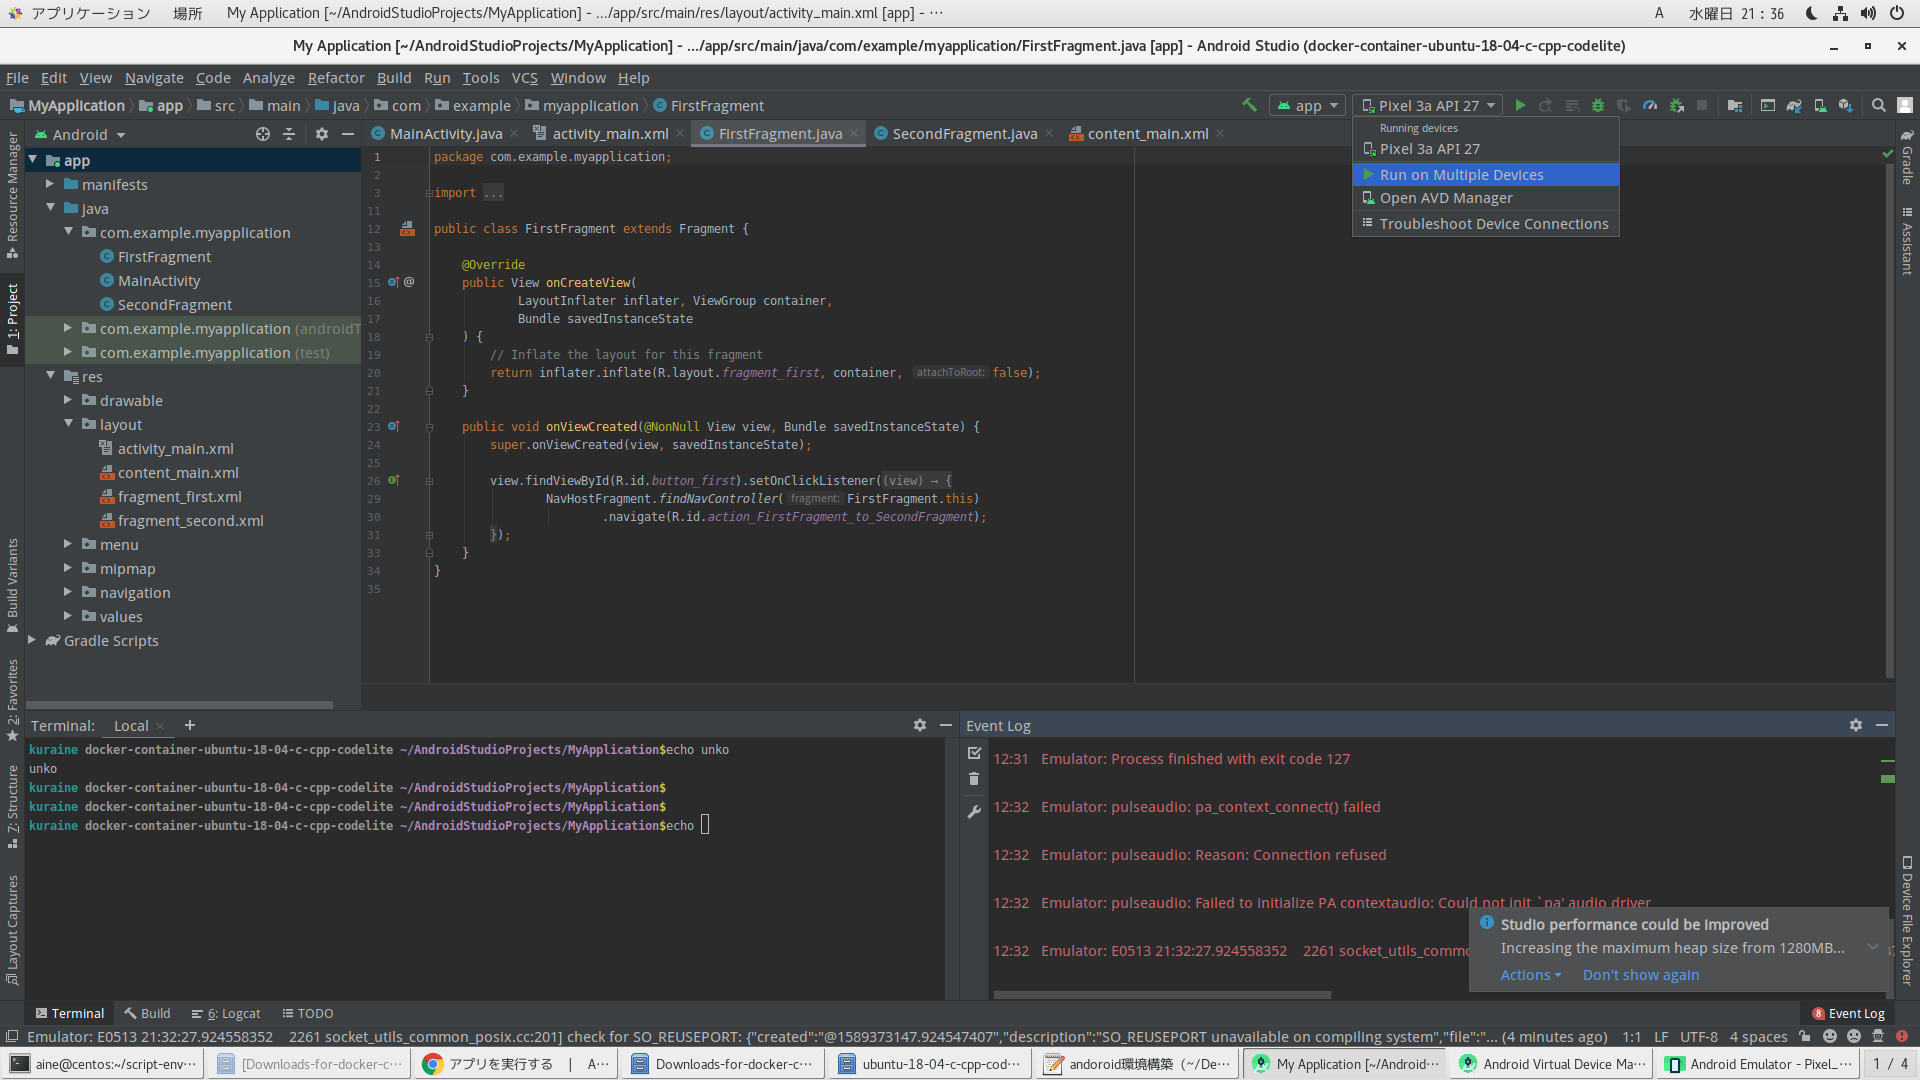 アプリケーション 場所 My Application [~/AndroidStudioProjects/MyApplication] - .../app/src/main/res/layout/activity_main.xml [app] - ⋯ A 水曜日 21：36
My Application [~/AndroidStudioProjects/MyApplication] - .../app/src/main/java/com/example/myapplication/FirstFragment.java [app] - Android Studio (docker-container-ubuntu-18-04-c-cpp-codelite)
File Edit View Navigate Code Analyze Refactor Build Run Tools VCS Window Help
MyApplication app src main java com example myapplication FirstFragment app Pixel 3a API 27
Android
MainActivity.java activity_main.xml FirstFragment.java SecondFragment.java content_main.xml
Running devices
Pixel 3a API 27
Run on Multiple Devices
Open AVD Manager
Troubleshoot Device Connections
Resource Manager
1: Project
Build Variants
2: Favorites
7: Structure
Layout Captures
Gradle
Assistant
Device File Explorer
app
manifests
java
com.example.myapplication
FirstFragment
MainActivity
SecondFragment
com.example.myapplication (androidT
com.example.myapplication (test)
res
drawable
layout
activity_main.xml
content_main.xml
fragment_first.xml
fragment_second.xml
menu
mipmap
navigation
values
Gradle Scripts
1 package com.example.myapplication;
2
3 import ...
11
12 public class FirstFragment extends Fragment {
13
14 @Override
15 @ public View onCreateView(
16 LayoutInflater inflater, ViewGroup container,
17 Bundle savedInstanceState
18 ) {
19 // Inflate the layout for this fragment
20 return inflater.inflate(R.layout.fragment_first, container, attachToRoot: false);
21 }
22
23 public void onViewCreated(@NonNull View view, Bundle savedInstanceState) {
24 super.onViewCreated(view, savedInstanceState);
25
26 view.findViewById(R.id.button_first).setOnClickListener((view) → {
29 NavHostFragment.findNavController( fragment: FirstFragment.this)
30 .navigate(R.id.action_FirstFragment_to_SecondFragment);
31 });
33 }
34 }
35
Terminal: Local +
kuraine docker-container-ubuntu-18-04-c-cpp-codelite ~/AndroidStudioProjects/MyApplication$echo unko
unko
kuraine docker-container-ubuntu-18-04-c-cpp-codelite ~/AndroidStudioProjects/MyApplication$
kuraine docker-container-ubuntu-18-04-c-cpp-codelite ~/AndroidStudioProjects/MyApplication$
kuraine docker-container-ubuntu-18-04-c-cpp-codelite ~/AndroidStudioProjects/MyApplication$echo
Event Log
12:31 Emulator: Process finished with exit code 127
12:32 Emulator: pulseaudio: pa_context_connect() failed
12:32 Emulator: pulseaudio: Reason: Connection refused
12:32 Emulator: pulseaudio: Failed to initialize PA contextaudio: Could not init `pa' audio driver
12:32 Emulator: E0513 21:32:27.924558352 2261 socket_utils_commo
Studio performance could be improved
Increasing the maximum heap size from 1280MB...
Actions Don't show again
Terminal Build 6: Logcat TODO 8 Event Log
Emulator: E0513 21:32:27.924558352 2261 socket_utils_common_posix.cc:201] check for SO_REUSEPORT: {"created":"@1589373147.924547407","description":"SO_REUSEPORT unavailable on compiling system","file":"... (4 minutes ago) 1:1 LF UTF-8 4 spaces
aine@centos:~/script-env⋯ [Downloads-for-docker-c⋯ アプリを実行する | A⋯ Downloads-for-docker-c⋯ ubuntu-18-04-c-cpp-cod⋯ andoroid環境構築 (~/De⋯ My Application [~/Android⋯ Android Virtual Device Ma⋯ Android Emulator - Pixel_⋯ 1 / 4